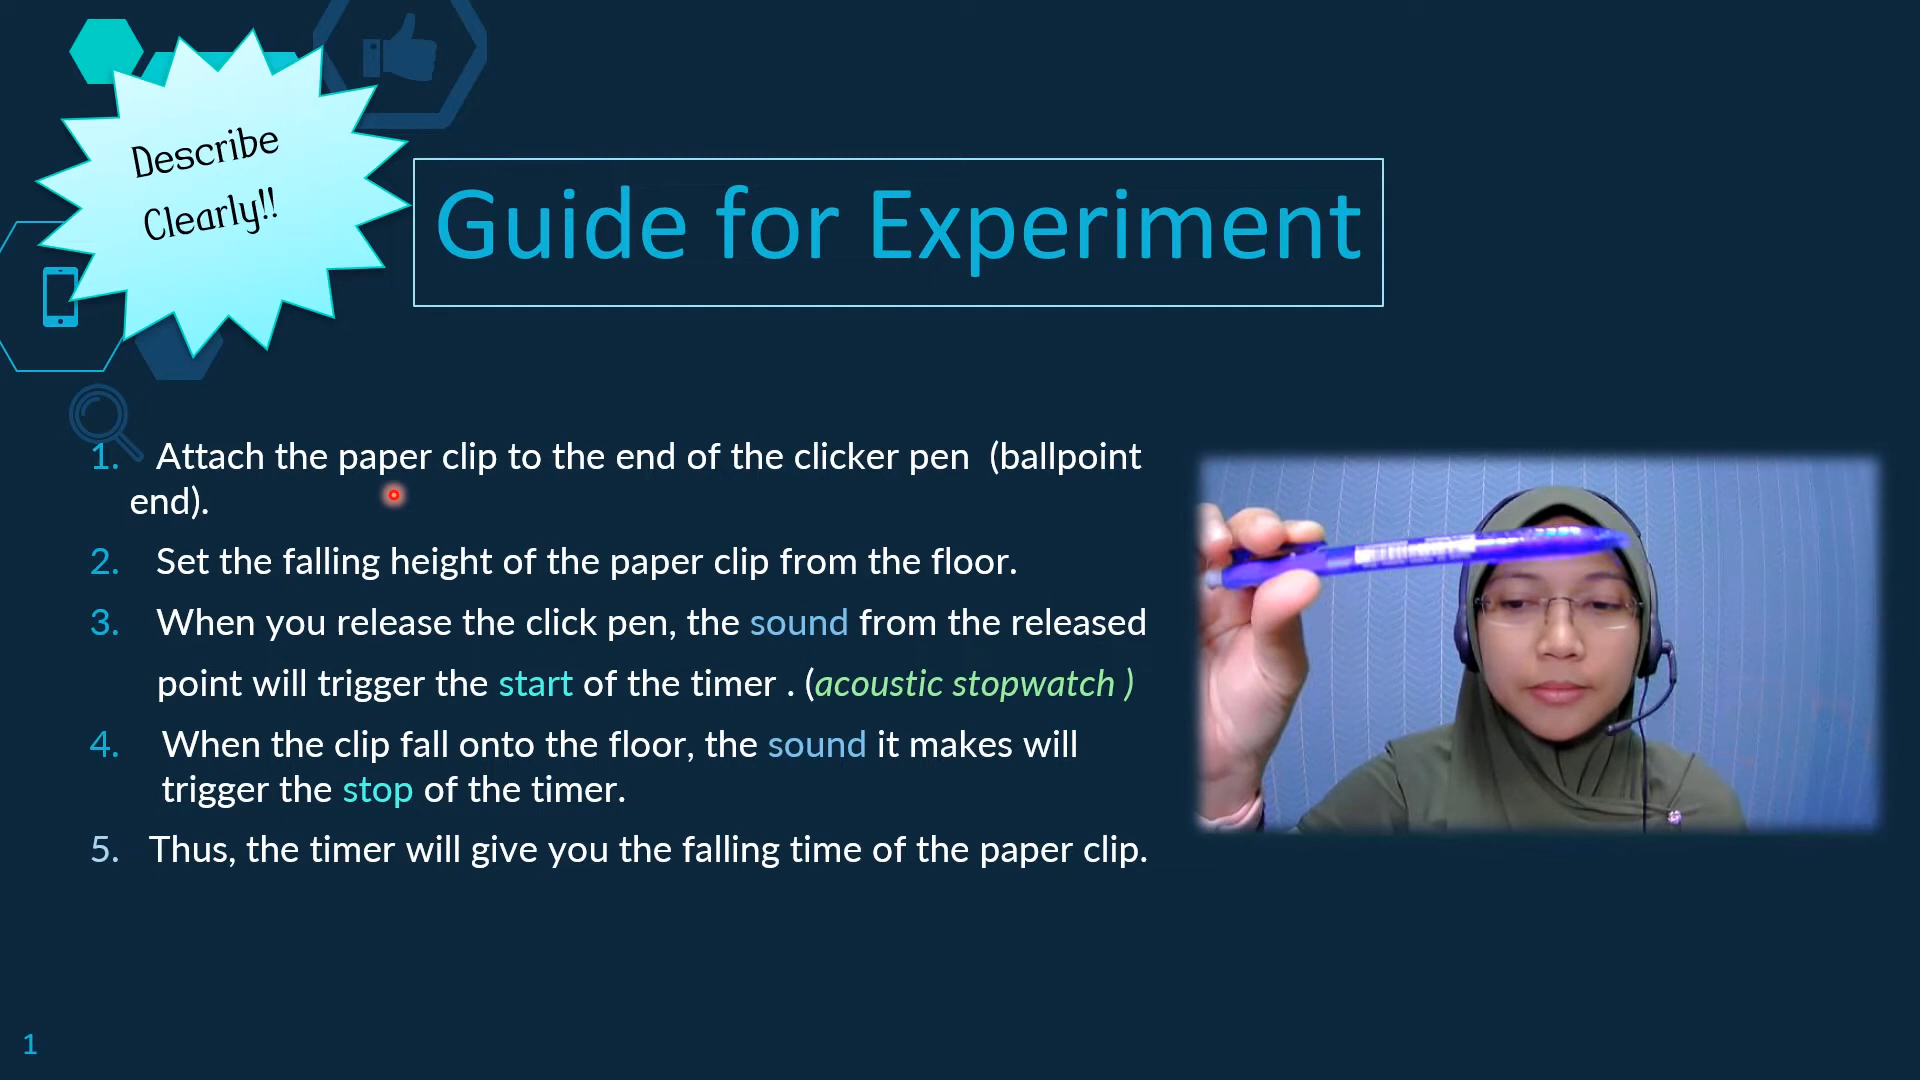 Describe
Clearly!!
Guide for Experiment
1. Attach the paper clip to the end of the clicker pen (ballpoint
end).
2. Set the falling height of the paper clip from the floor.
3. When you release the click pen, the sound from the released
point will trigger the start of the timer . (acoustic stopwatch )
4. When the clip fall onto the floor, the sound it makes will
trigger the stop of the timer.
5. Thus, the timer will give you the falling time of the paper clip.
1